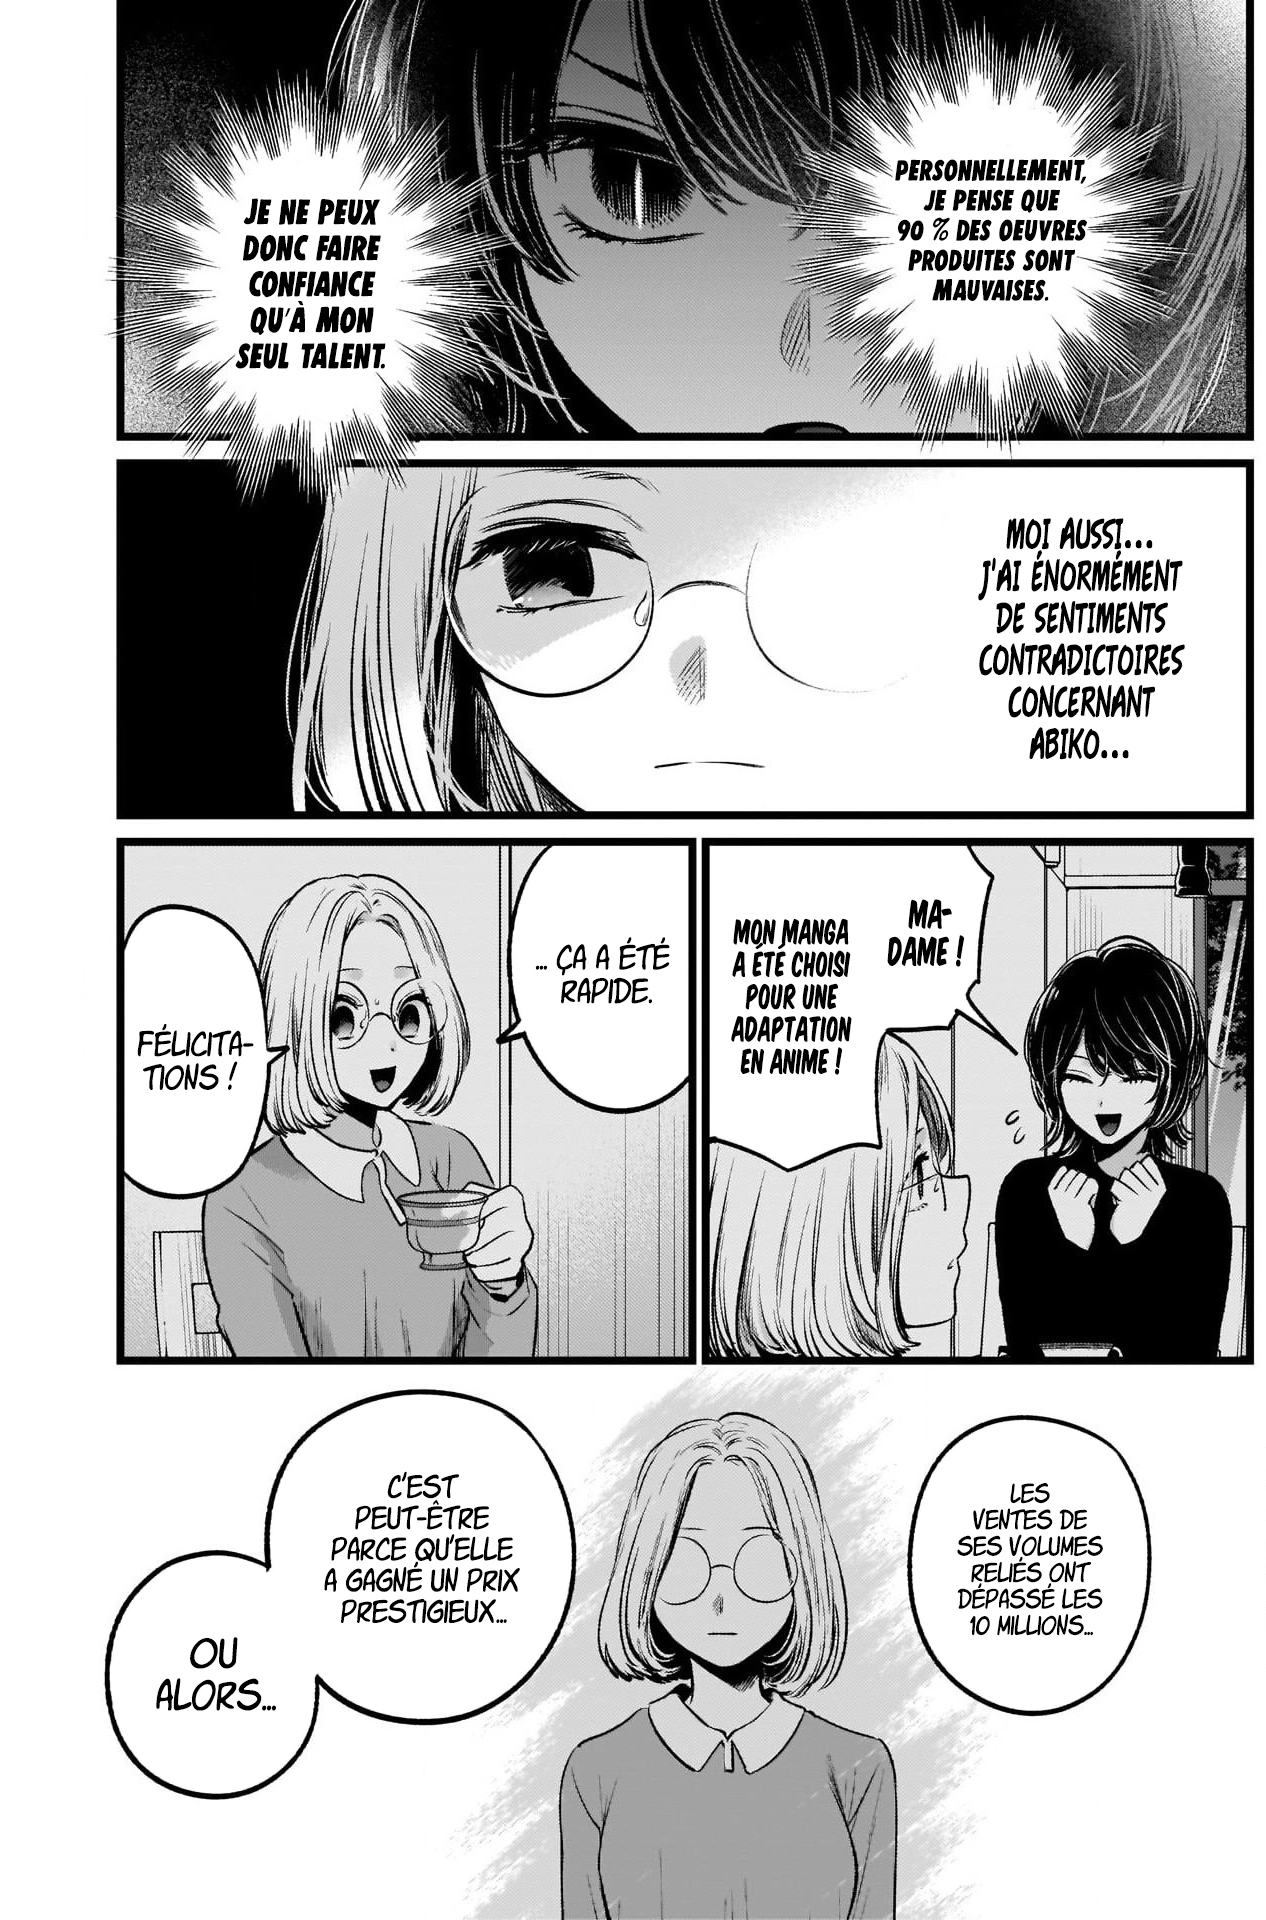 PERSONNELLEMENT,
JE PENSE QUE
90 % DES OEUVRES
PRODUITES SONT
MAUVAISES.
JE NE PEUX
DONC FAIRE
CONFIANCE
QU'À MON
SEUL TALENT.
MOI AUSSI...
J'AI ÉNORMÉMENT
DE SENTIMENTS
CONTRADICTOIRES
CONCERNANT
ABIKO...
MA-
DAME !
MON MANGA
A ÉTÉ CHOISI
POUR UNE
ADAPTATION
EN ANIME !
... ÇA A ÉTÉ
RAPIDE.
FÉLICITA-
TIONS !
LES
VENTES DE
SES VOLUMES
RELIÉS ONT
DÉPASSÉ LES
10 MILLIONS...
C'EST
PEUT-ÊTRE
PARCE QU'ELLE
A GAGNÉ UN PRIX
PRESTIGIEUX...
OU
ALORS...